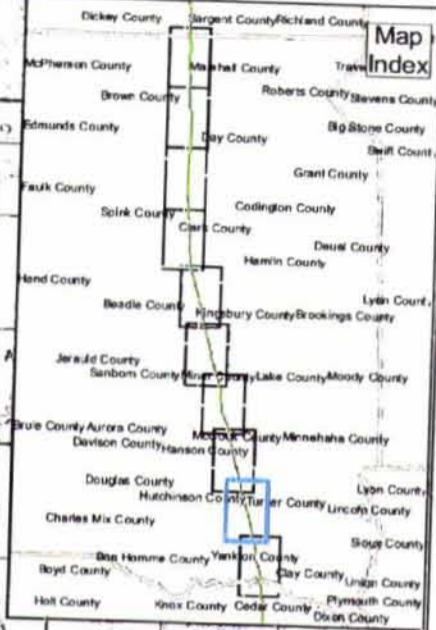 Dickey County Sargent County Richland County
Map
Index
McPherson County Marshall County
Brown County Roberts County Stevens County
Edmunds County Day County Big Stone County
Swift Count
Grant County
Faulk County
Spink County Codington County
Clark County
Deuel County
Hamlin County
Hand County
Beadle County Kingsbury County Brookings County
Lyon Count
Jerauld County
Sanborn County Miner County Lake County Moody County
Brule County Aurora County McCook County Minnehaha County
Davison County Hanson County
Douglas County Lyon County
Hutchinson County Turner County Lincoln County
Charles Mix County
Sioux County
Bon Homme County Yankton County
Boyd County Clay County Union County
Holt County Knox County Cedar County Plymouth County
Dixon County